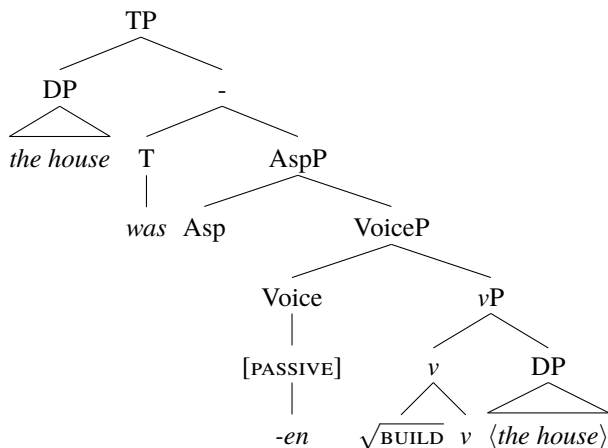 TP
DP -
the house T AspP
was Asp VoiceP
Voice vP
[PASSIVE] v DP
-en √BUILD v ⟨the house⟩